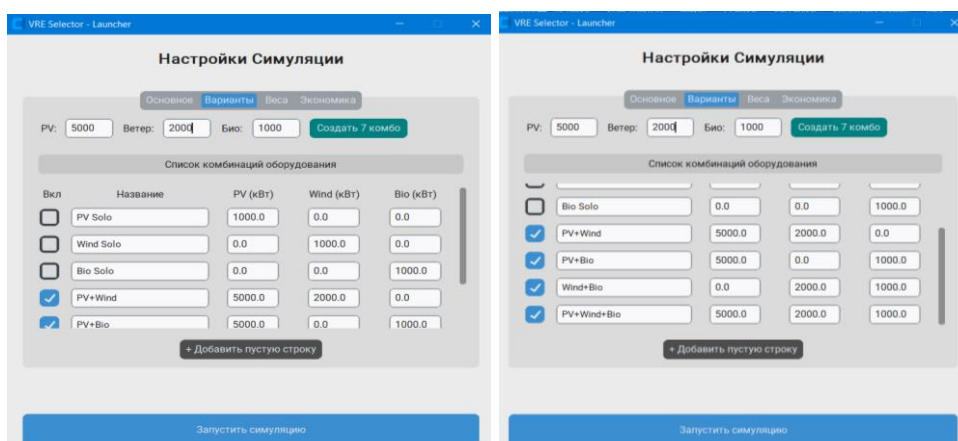 VRE Selector - Launcher
Настройки Симуляции
Основное Варианты Веса Экономика
PV: 5000 Ветер: 2000 Био: 1000 Создать 7 комбо
Список комбинаций оборудования
Вкл Название PV (кВт) Wind (кВт) Bio (кВт)
PV Solo 1000.0 0.0 0.0
Wind Solo 0.0 1000.0 0.0
Bio Solo 0.0 0.0 1000.0
PV+Wind 5000.0 2000.0 0.0
PV+Bio 5000.0 0.0 1000.0
+ Добавить пустую строку
Запустить симуляцию
VRE Selector - Launcher
Настройки Симуляции
Основное Варианты Веса Экономика
PV: 5000 Ветер: 2000 Био: 1000 Создать 7 комбо
Список комбинаций оборудования
Bio Solo 0.0 0.0 1000.0
PV+Wind 5000.0 2000.0 0.0
PV+Bio 5000.0 0.0 1000.0
Wind+Bio 0.0 2000.0 1000.0
PV+Wind+Bio 5000.0 2000.0 1000.0
+ Добавить пустую строку
Запустить симуляцию